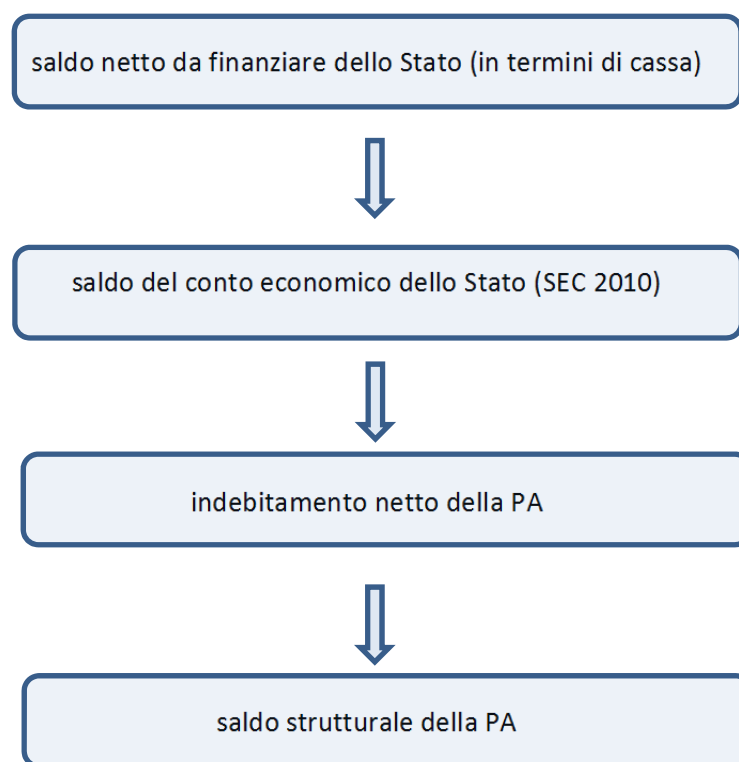 saldo netto da finanziare dello Stato (in termini di cassa)
saldo del conto economico dello Stato (SEC 2010)
indebitamento netto della PA
saldo strutturale della PA